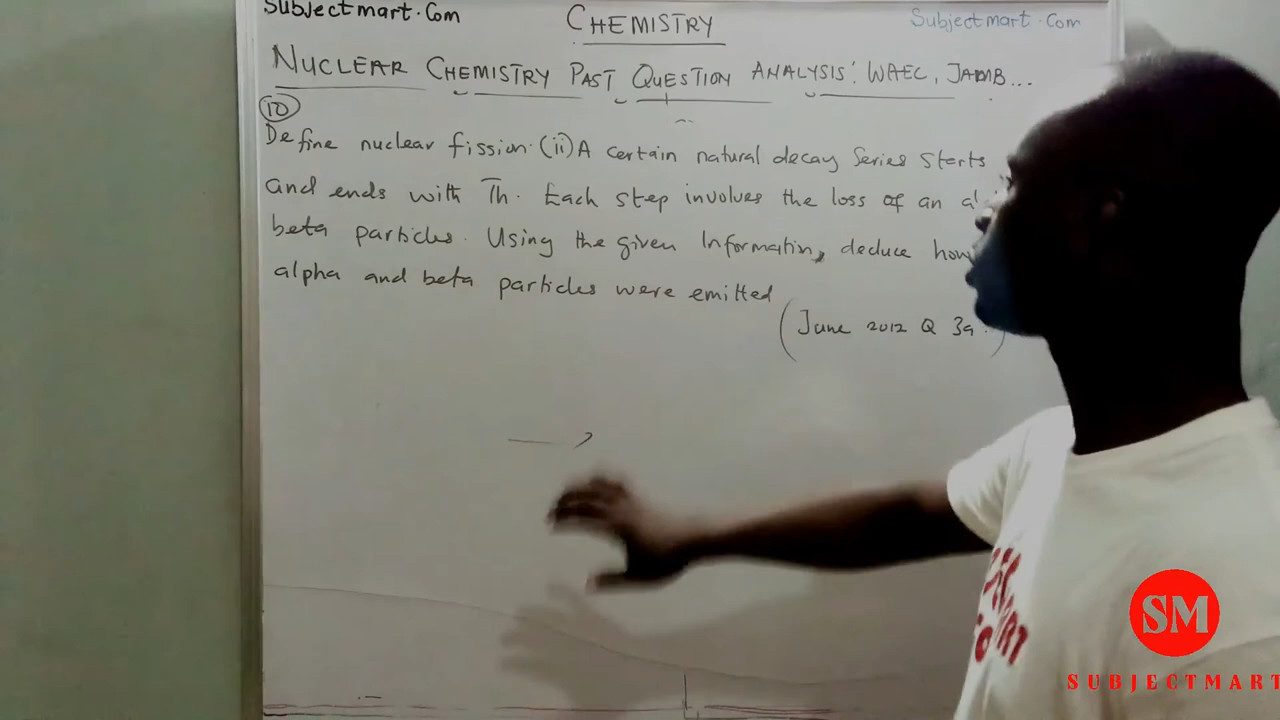 Subjectmart.Com CHEMISTRY Subjectmart.Com
NUCLEAR CHEMISTRY PAST QUESTION ANALYSIS: WAEC, JAMB...
10
Define nuclear fission. (ii) A certain natural decay series starts
and ends with Th. Each step involves the loss of an
beta particles. Using the given Information, deduce how
alpha and beta particles were emitted
(June 2012 Q 3a.)
SM
SUBJECTMART